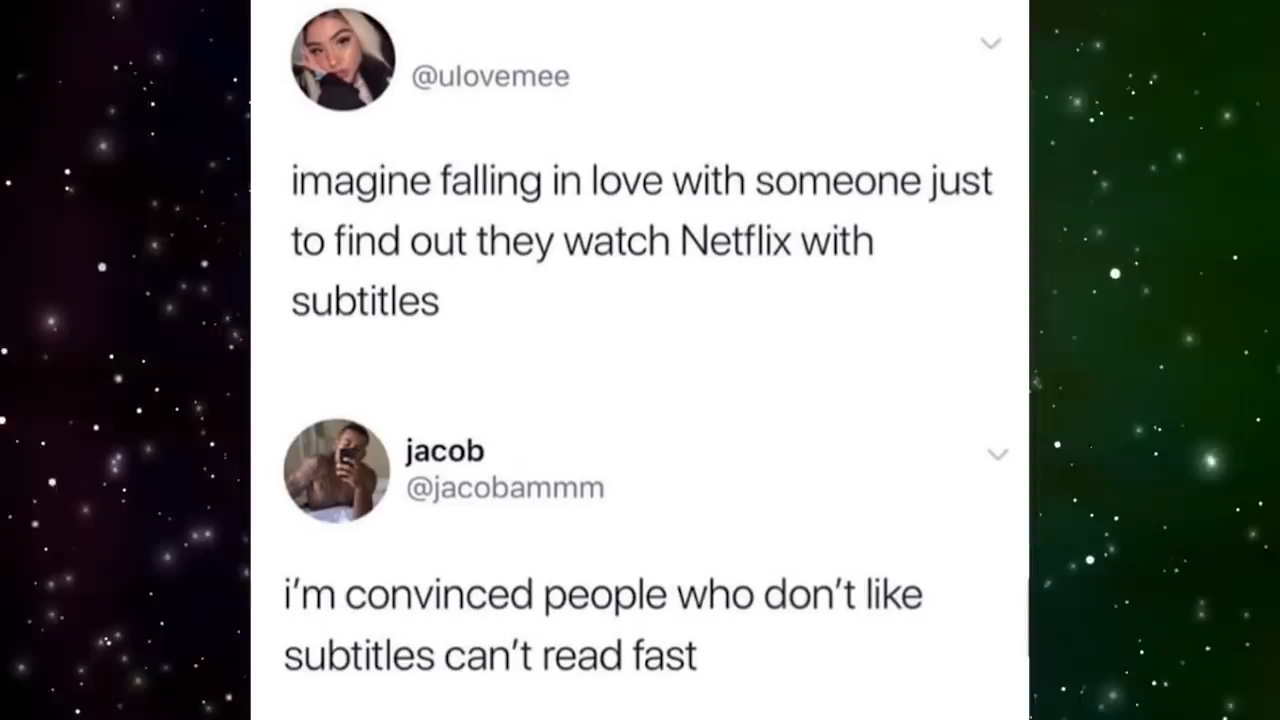 @ulovemee
imagine falling in love with someone just
to find out they watch Netflix with
subtitles
jacob
@jacobammm
i'm convinced people who don't like
subtitles can't read fast